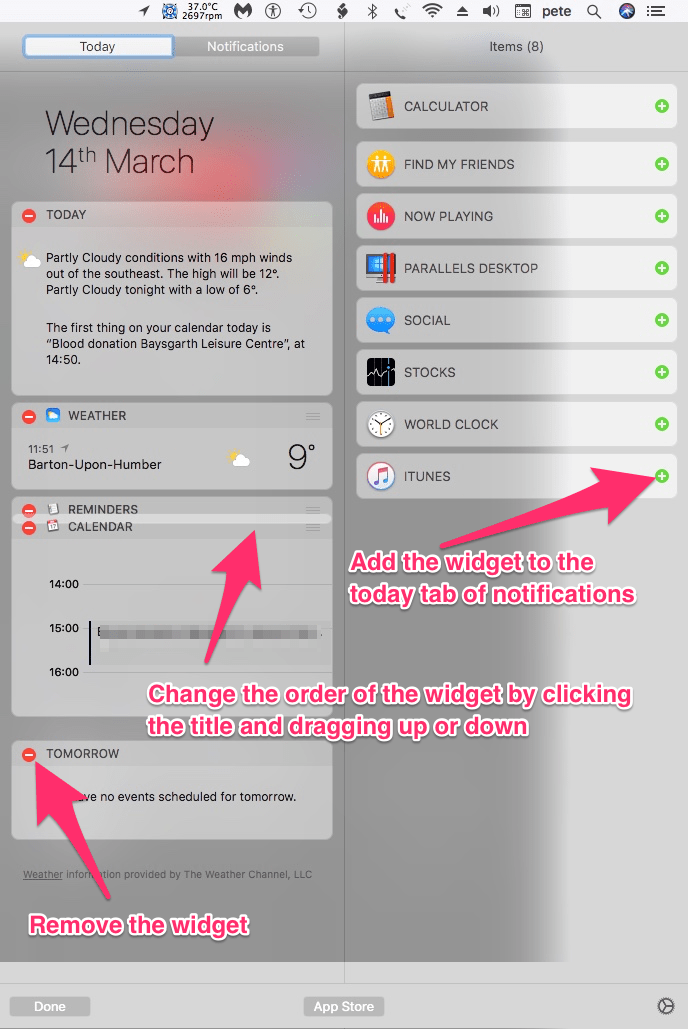 37.0°C
2697rpm
pete
Today
Notifications
Items (8)
Wednesday
14th March
TODAY
Partly Cloudy conditions with 16 mph winds
out of the southeast. The high will be 12°.
Partly Cloudy tonight with a low of 6°.
The first thing on your calendar today is
“Blood donation Baysgarth Leisure Centre”, at
14:50.
WEATHER
11:51
Barton-Upon-Humber
9°
REMINDERS
CALENDAR
14:00
15:00
16:00
TOMORROW
no events scheduled for tomorrow.
Weather information provided by The Weather Channel, LLC
CALCULATOR
FIND MY FRIENDS
NOW PLAYING
PARALLELS DESKTOP
SOCIAL
STOCKS
WORLD CLOCK
ITUNES
Add the widget to the
today tab of notifications
Change the order of the widget by clicking
the title and dragging up or down
Remove the widget
Done
App Store